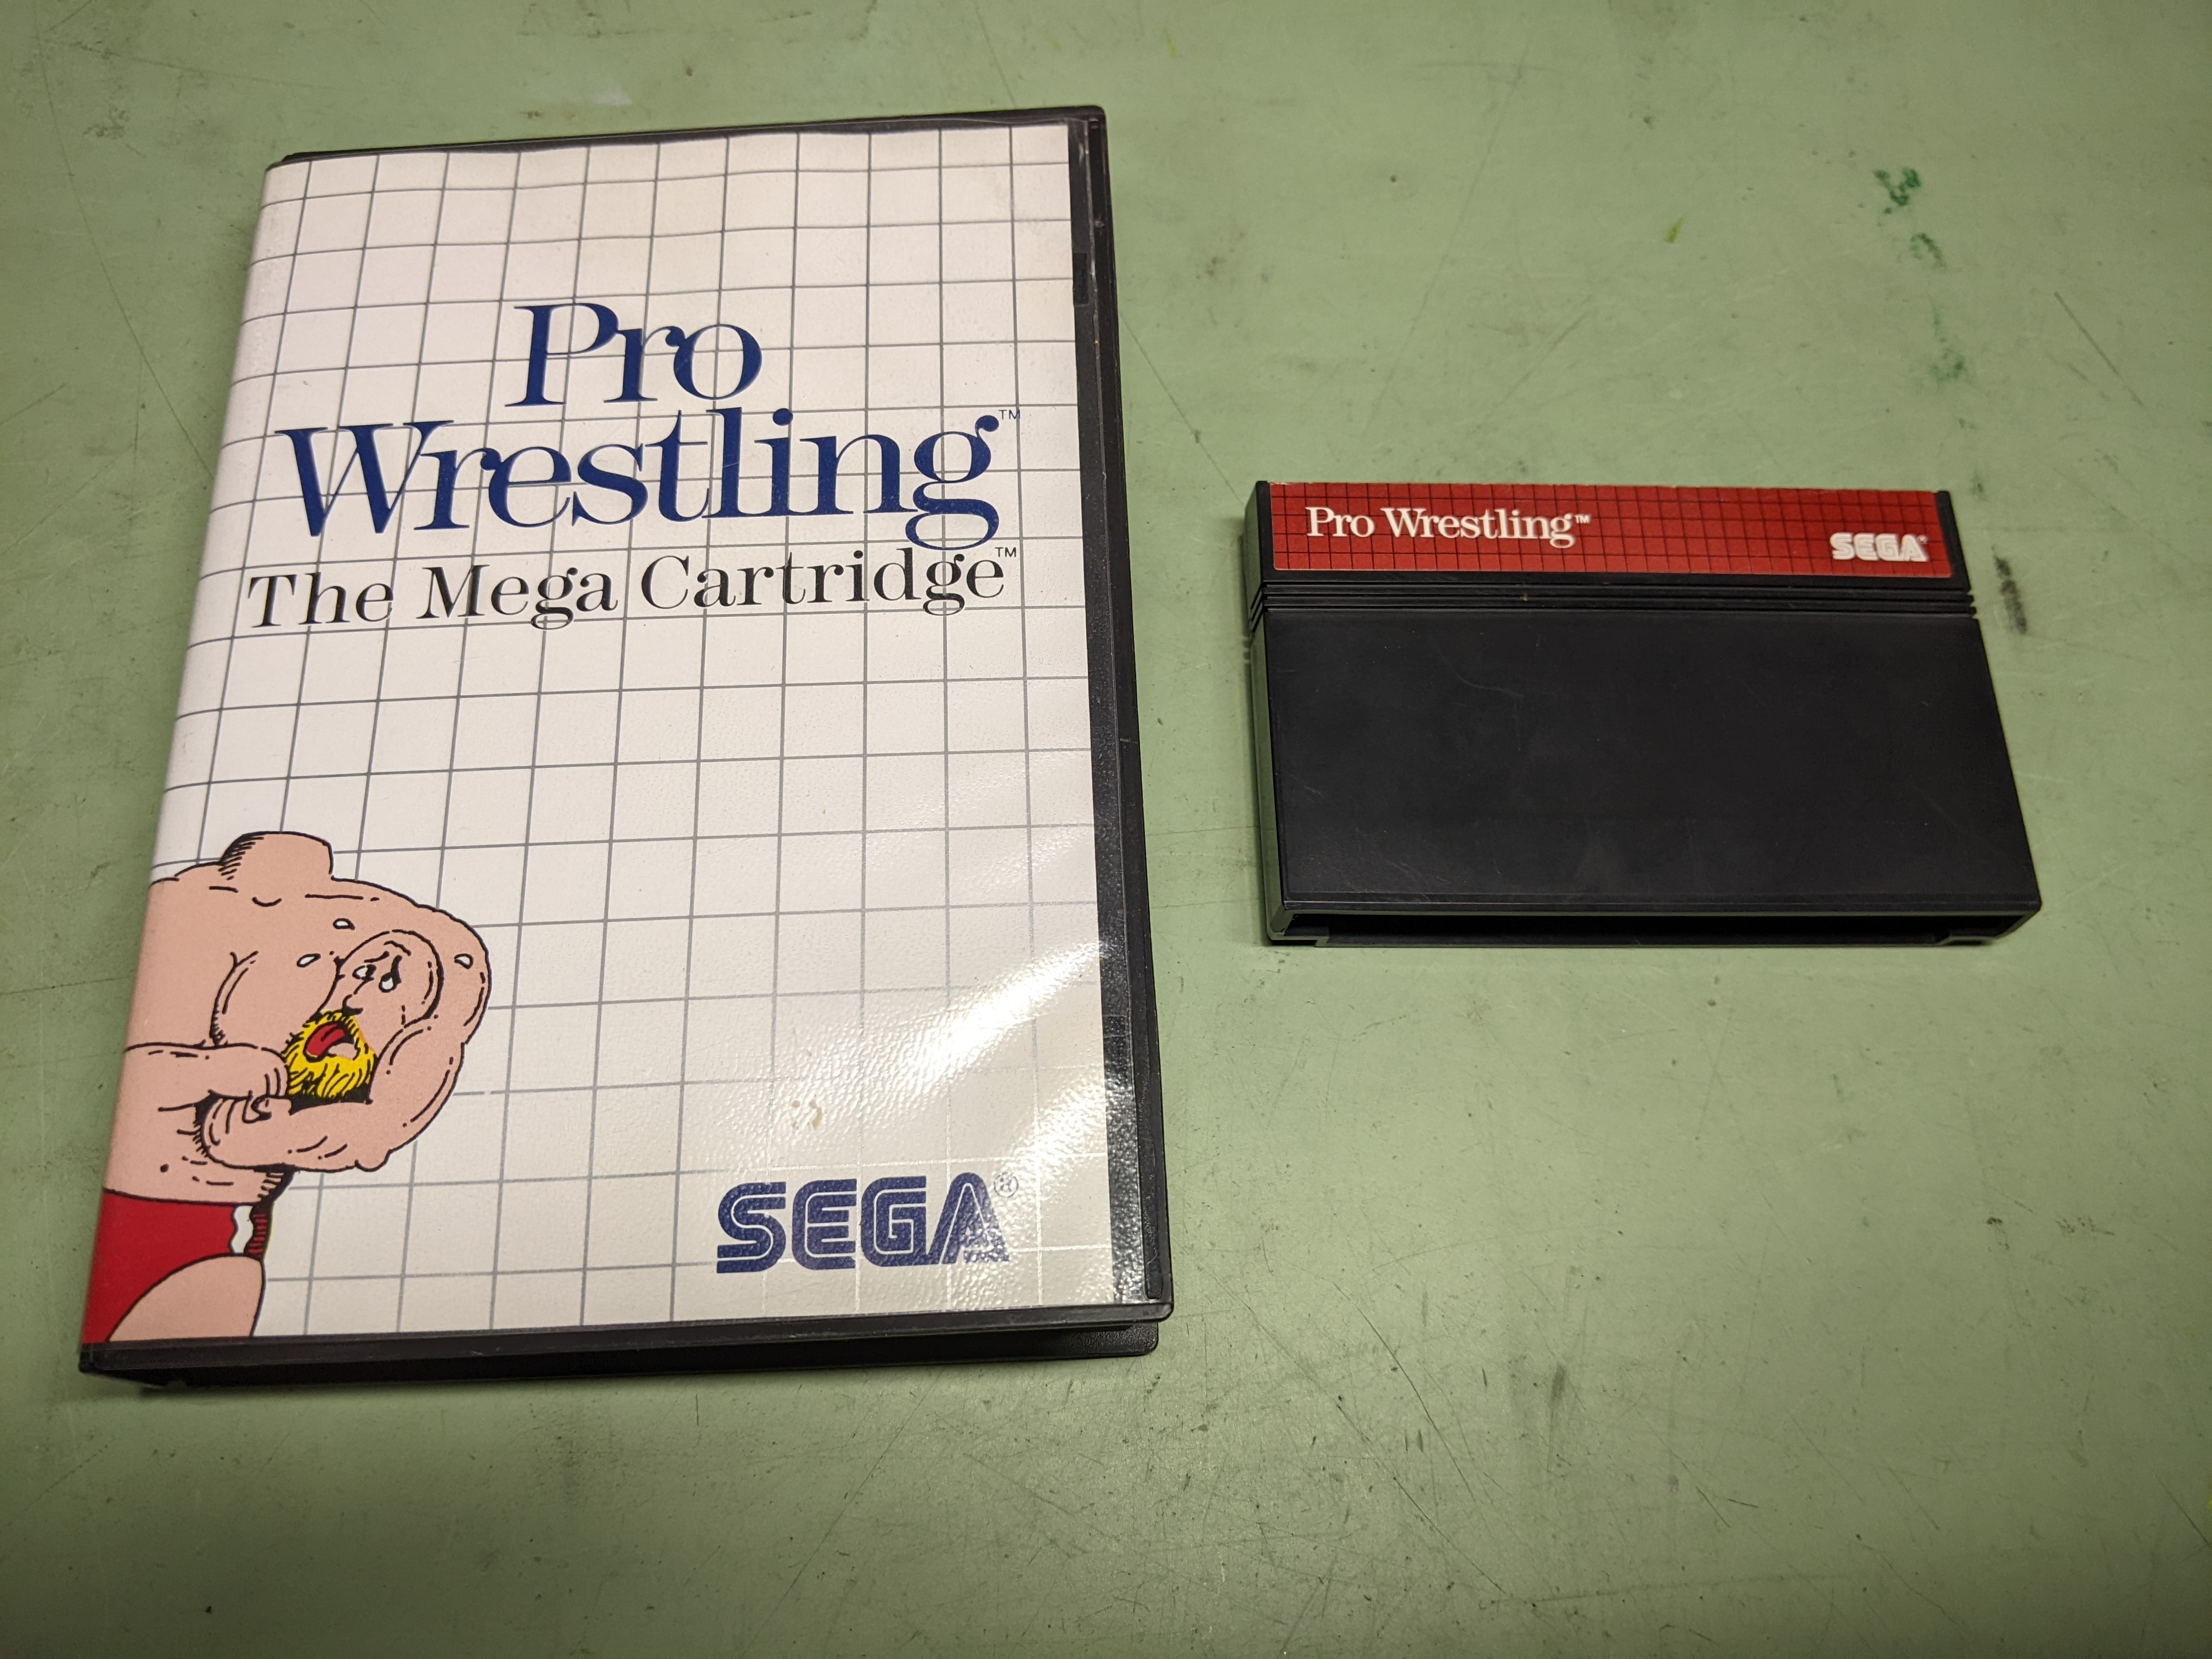 Pro
Wrestling™
The Mega Cartridge™
SEGA®
Pro Wrestling™
SEGA®